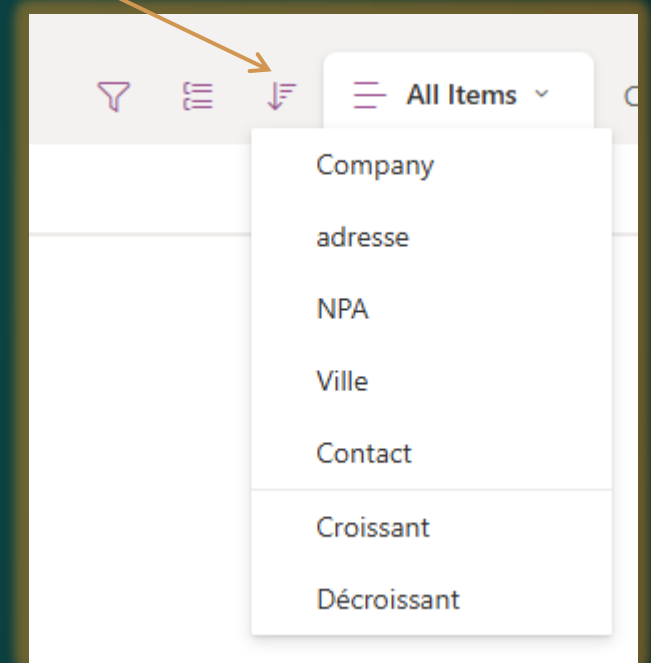 All Items
Company
adresse
NPA
Ville
Contact
Croissant
Décroissant